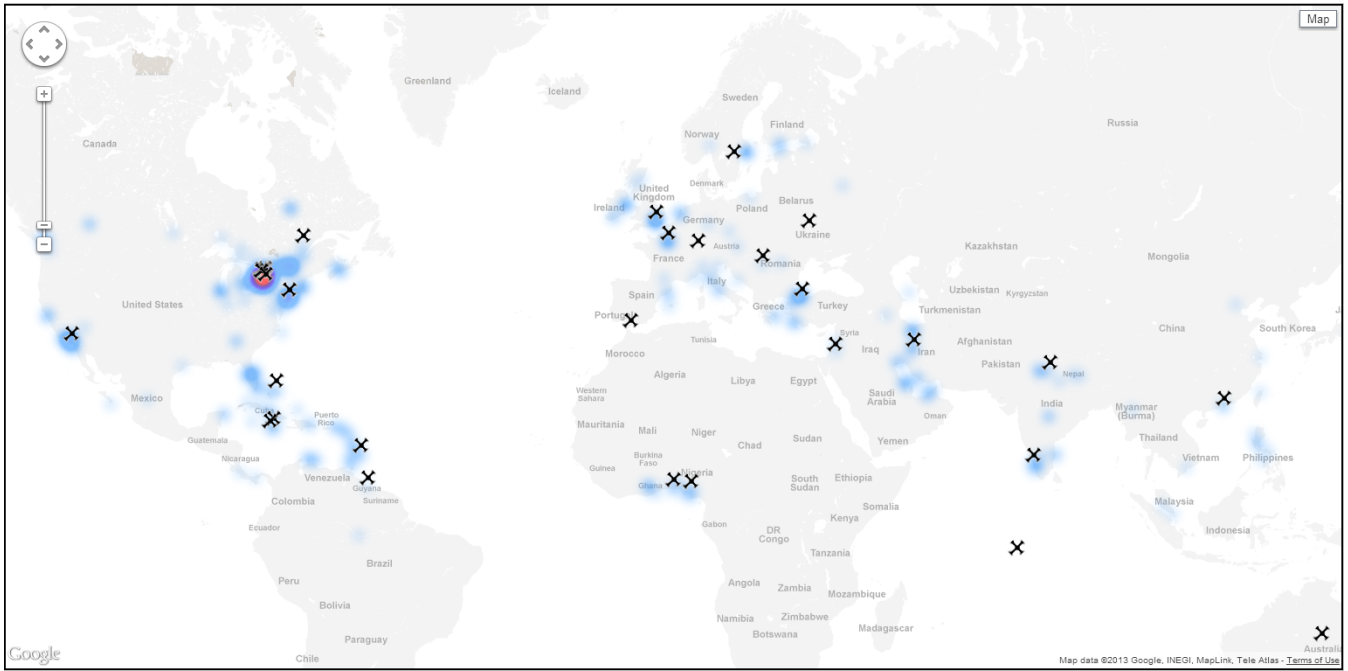 Map
Greenland
Iceland
Sweden
Finland
Russia
Norway
Canada
United
Kingdom
Denmark
Ireland
Belarus
Poland
Germany
Ukraine
Austria
Kazakhstan
France
Mongolia
Romania
Italy
Uzbekistan
Kyrgyzstan
Spain
United States
Greece
Turkey
Turkmenistan
Portug
China
South Korea
Syria
Tunisia
Afghanistan
Iraq
Iran
Morocco
Pakistan
Nepal
Algeria
Libya
Egypt
Western
Sahara
Saudi
Arabia
Mexico
India
Myanmar
(Burma)
Cuba
Puerto
Rico
Oman
Mauritania
Mali
Niger
Sudan
Chad
Yemen
Thailand
Guatemala
Nicaragua
Burkina
Faso
Vietnam
Philippines
Guinea
Nigeria
Venezuela
Ghana
South
Sudan
Ethiopia
Guyana
Suriname
Colombia
Malaysia
Somalia
Kenya
Gabon
Ecuador
DR
Congo
Indonesia
Tanzania
Brazil
Peru
Angola
Zambia
Mozambique
Bolivia
Namibia
Zimbabwe
Madagascar
Botswana
Paraguay
Australi
Chile
Google
Map data ©2013 Google, INEGI, MapLink, Tele Atlas - Terms of Use